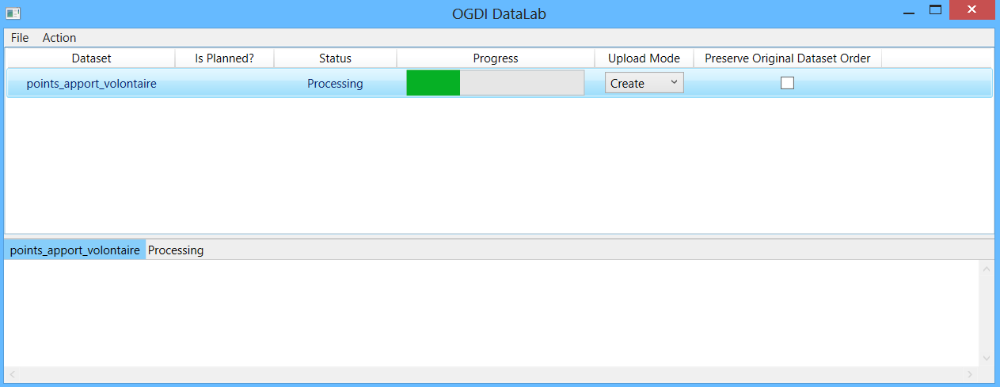 OGDI DataLab
File Action
Dataset Is Planned? Status Progress Upload Mode Preserve Original Dataset Order
points_apport_volontaire Processing Create
points_apport_volontaire Processing